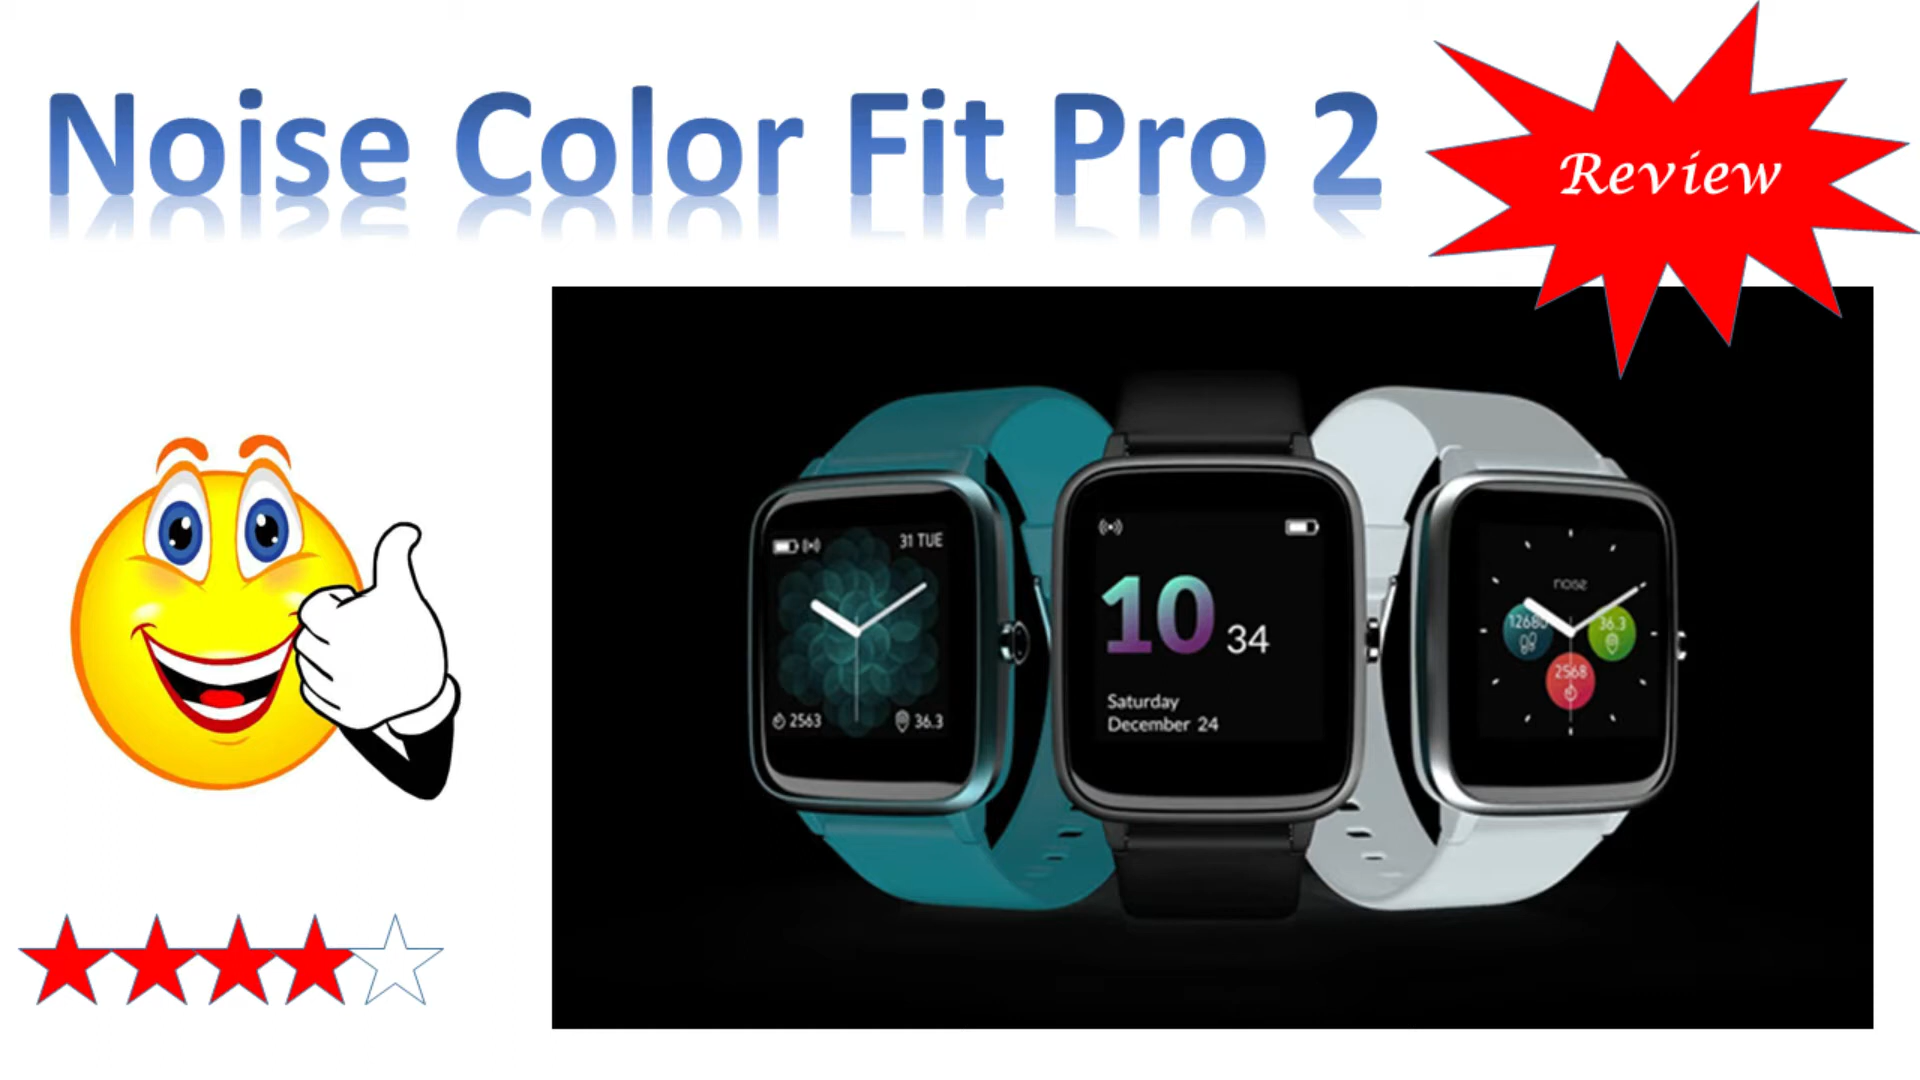 Noise Color Fit Pro 2
Review
31 TUE
2563
36.3
10 34
Saturday
December 24
noise
12680
36.3
2568